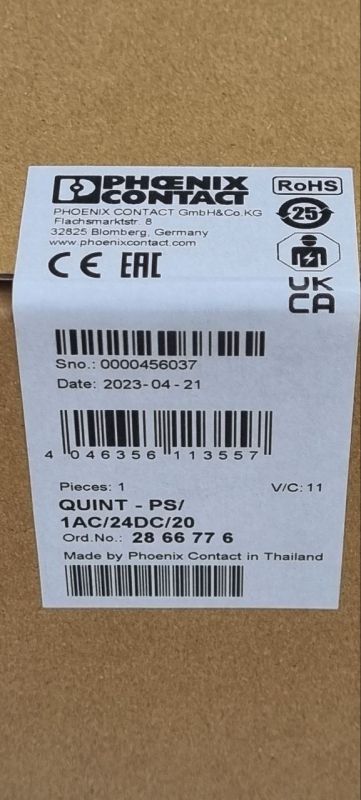 PHŒNIX
CONTACT
RoHS
PHOENIX CONTACT GmbH&Co.KG
Flachsmarktstr. 8
32825 Blomberg, Germany
www.phoenixcontact.com
25
CE EAC
UK
CA
Sno.: 0000456037
Date: 2023-04-21
4 046356 113557
Pieces: 1 V/C: 11
QUINT - PS/
1AC/24DC/20
Ord.No.: 28 66 77 6
Made by Phoenix Contact in Thailand